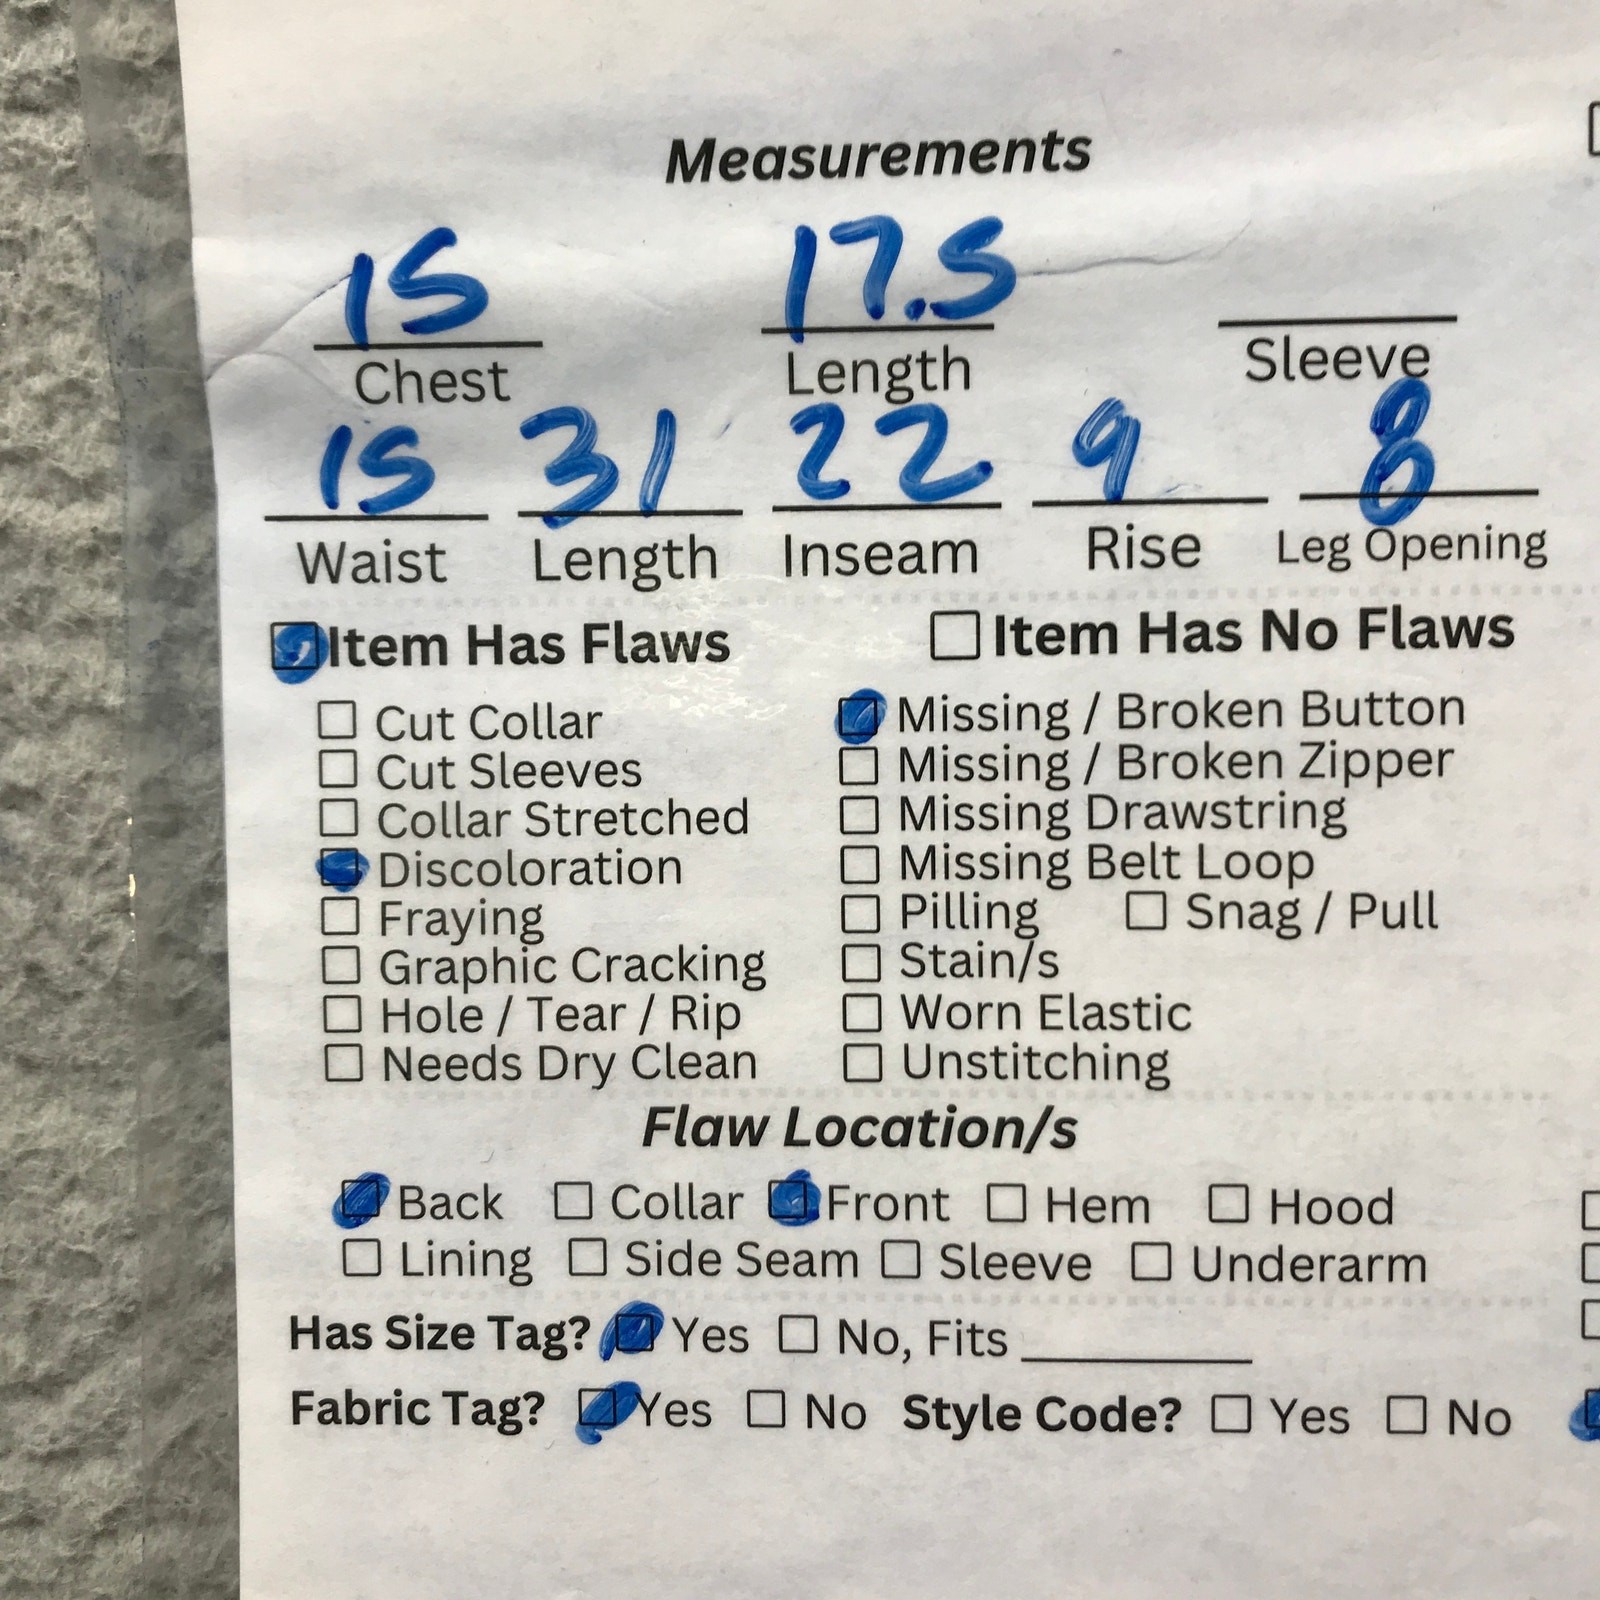 Measurements
15 17.5
Chest Length Sleeve
15 31 22 9 8
Waist Length Inseam Rise Leg Opening
Item Has Flaws Item Has No Flaws
Cut Collar Missing / Broken Button
Cut Sleeves Missing / Broken Zipper
Collar Stretched Missing Drawstring
Discoloration Missing Belt Loop
Fraying Pilling Snag / Pull
Graphic Cracking Stain/s
Hole / Tear / Rip Worn Elastic
Needs Dry Clean Unstitching
Flaw Location/s
Back Collar Front Hem Hood
Lining Side Seam Sleeve Underarm
Has Size Tag? Yes No, Fits
Fabric Tag? Yes No Style Code? Yes No